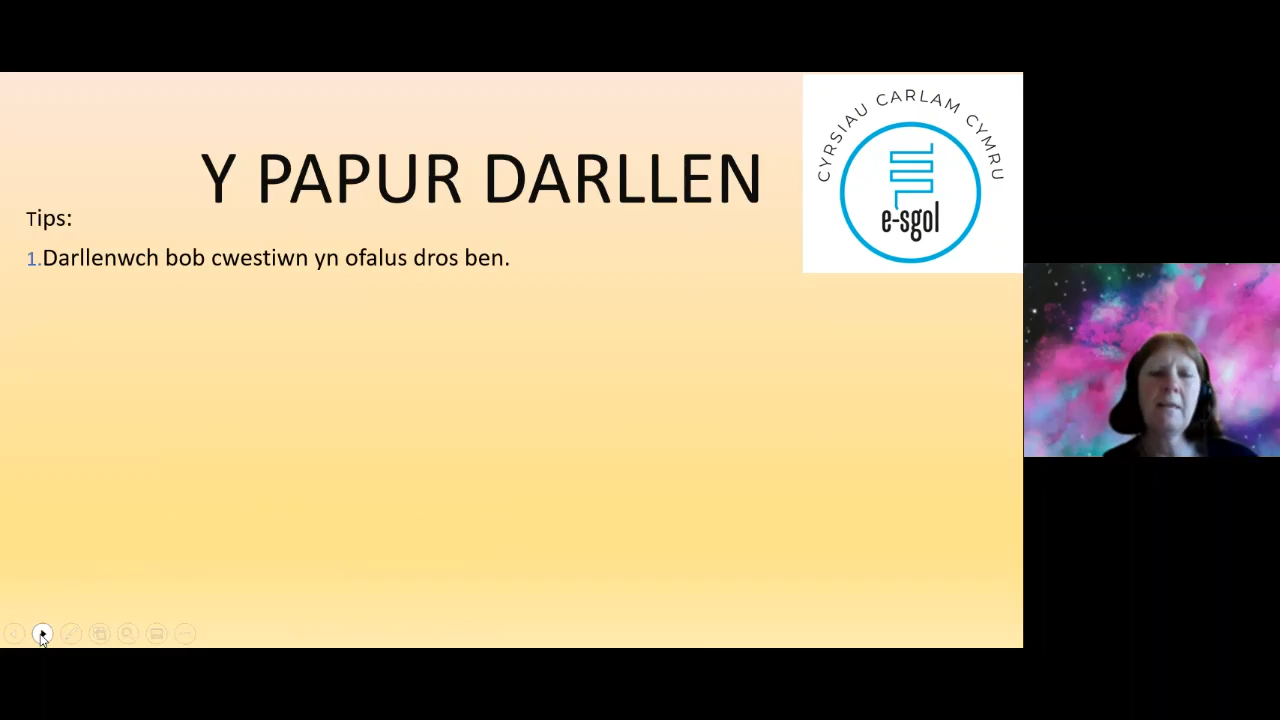 CYRSIAU CARLAM CYMRU
e-sgol
Y PAPUR DARLLEN
Tips:
1.Darllenwch bob cwestiwn yn ofalus dros ben.